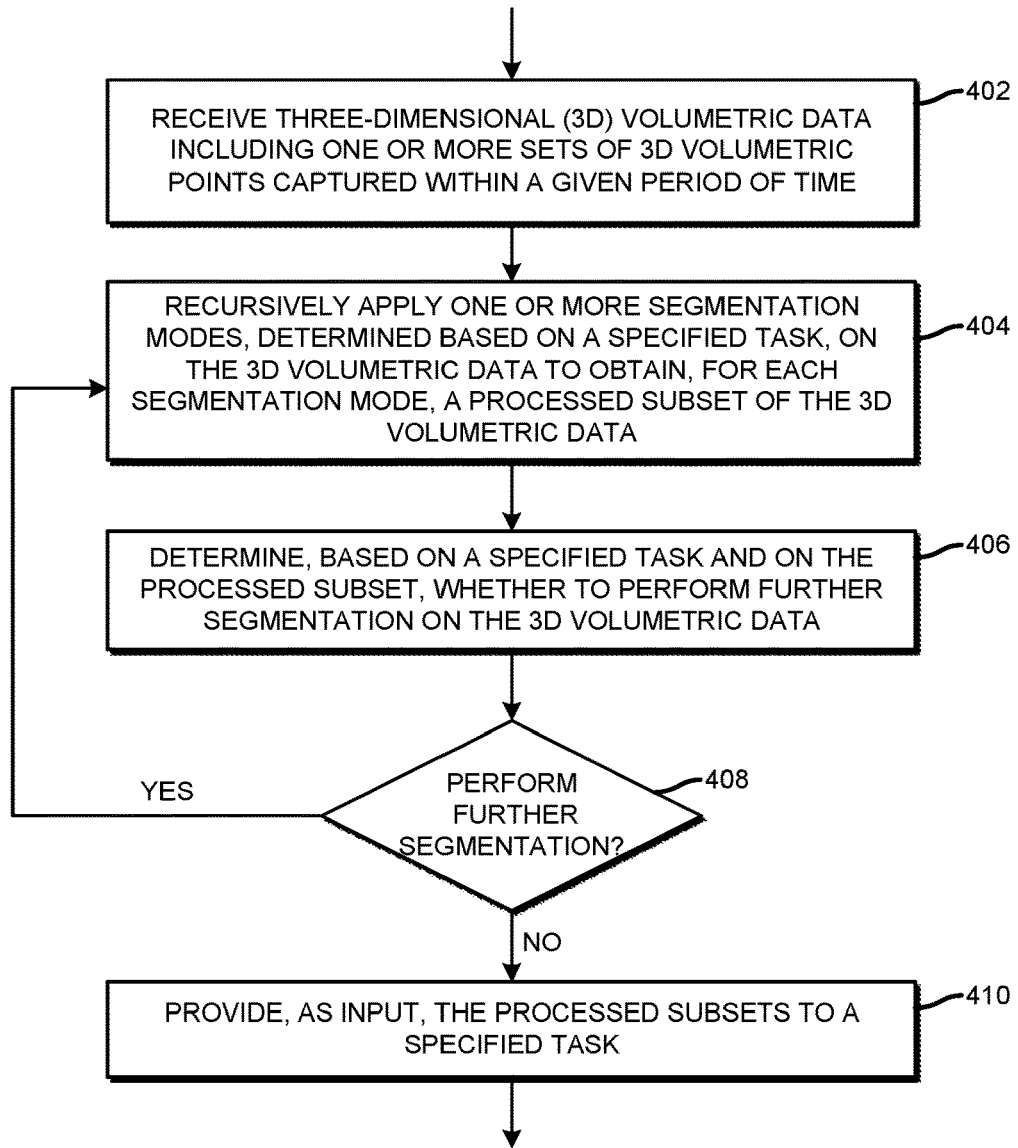 402
RECEIVE THREE-DIMENSIONAL (3D) VOLUMETRIC DATA
INCLUDING ONE OR MORE SETS OF 3D VOLUMETRIC
POINTS CAPTURED WITHIN A GIVEN PERIOD OF TIME
RECURSIVELY APPLY ONE OR MORE SEGMENTATION
MODES, DETERMINED BASED ON A SPECIFIED TASK, ON
THE 3D VOLUMETRIC DATA TO OBTAIN, FOR EACH
SEGMENTATION MODE, A PROCESSED SUBSET OF THE 3D
VOLUMETRIC DATA
404
DETERMINE, BASED ON A SPECIFIED TASK AND ON THE
PROCESSED SUBSET, WHETHER TO PERFORM FURTHER
SEGMENTATION ON THE 3D VOLUMETRIC DATA
406
YES
PERFORM
FURTHER
SEGMENTATION?
408
NO
PROVIDE, AS INPUT, THE PROCESSED SUBSETS TO A
SPECIFIED TASK
410